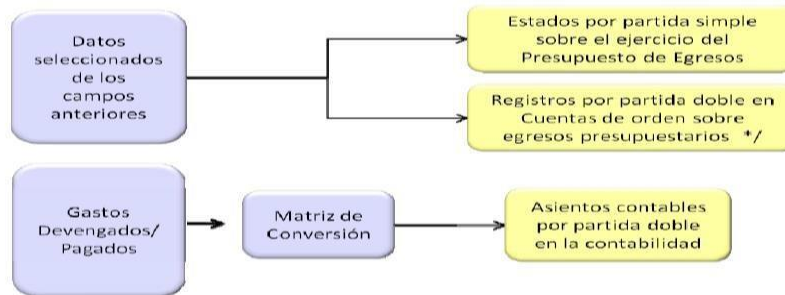 Datos
seleccionados
de los
campos
anteriores
Estados por partida simple
sobre el ejercicio del
Presupuesto de Egresos
Registros por partida doble en
Cuentas de orden sobre
egresos presupuestarios */
Gastos
Devengados/
Pagados
Matriz de
Conversión
Asientos contables
por partida doble
en la contabilidad